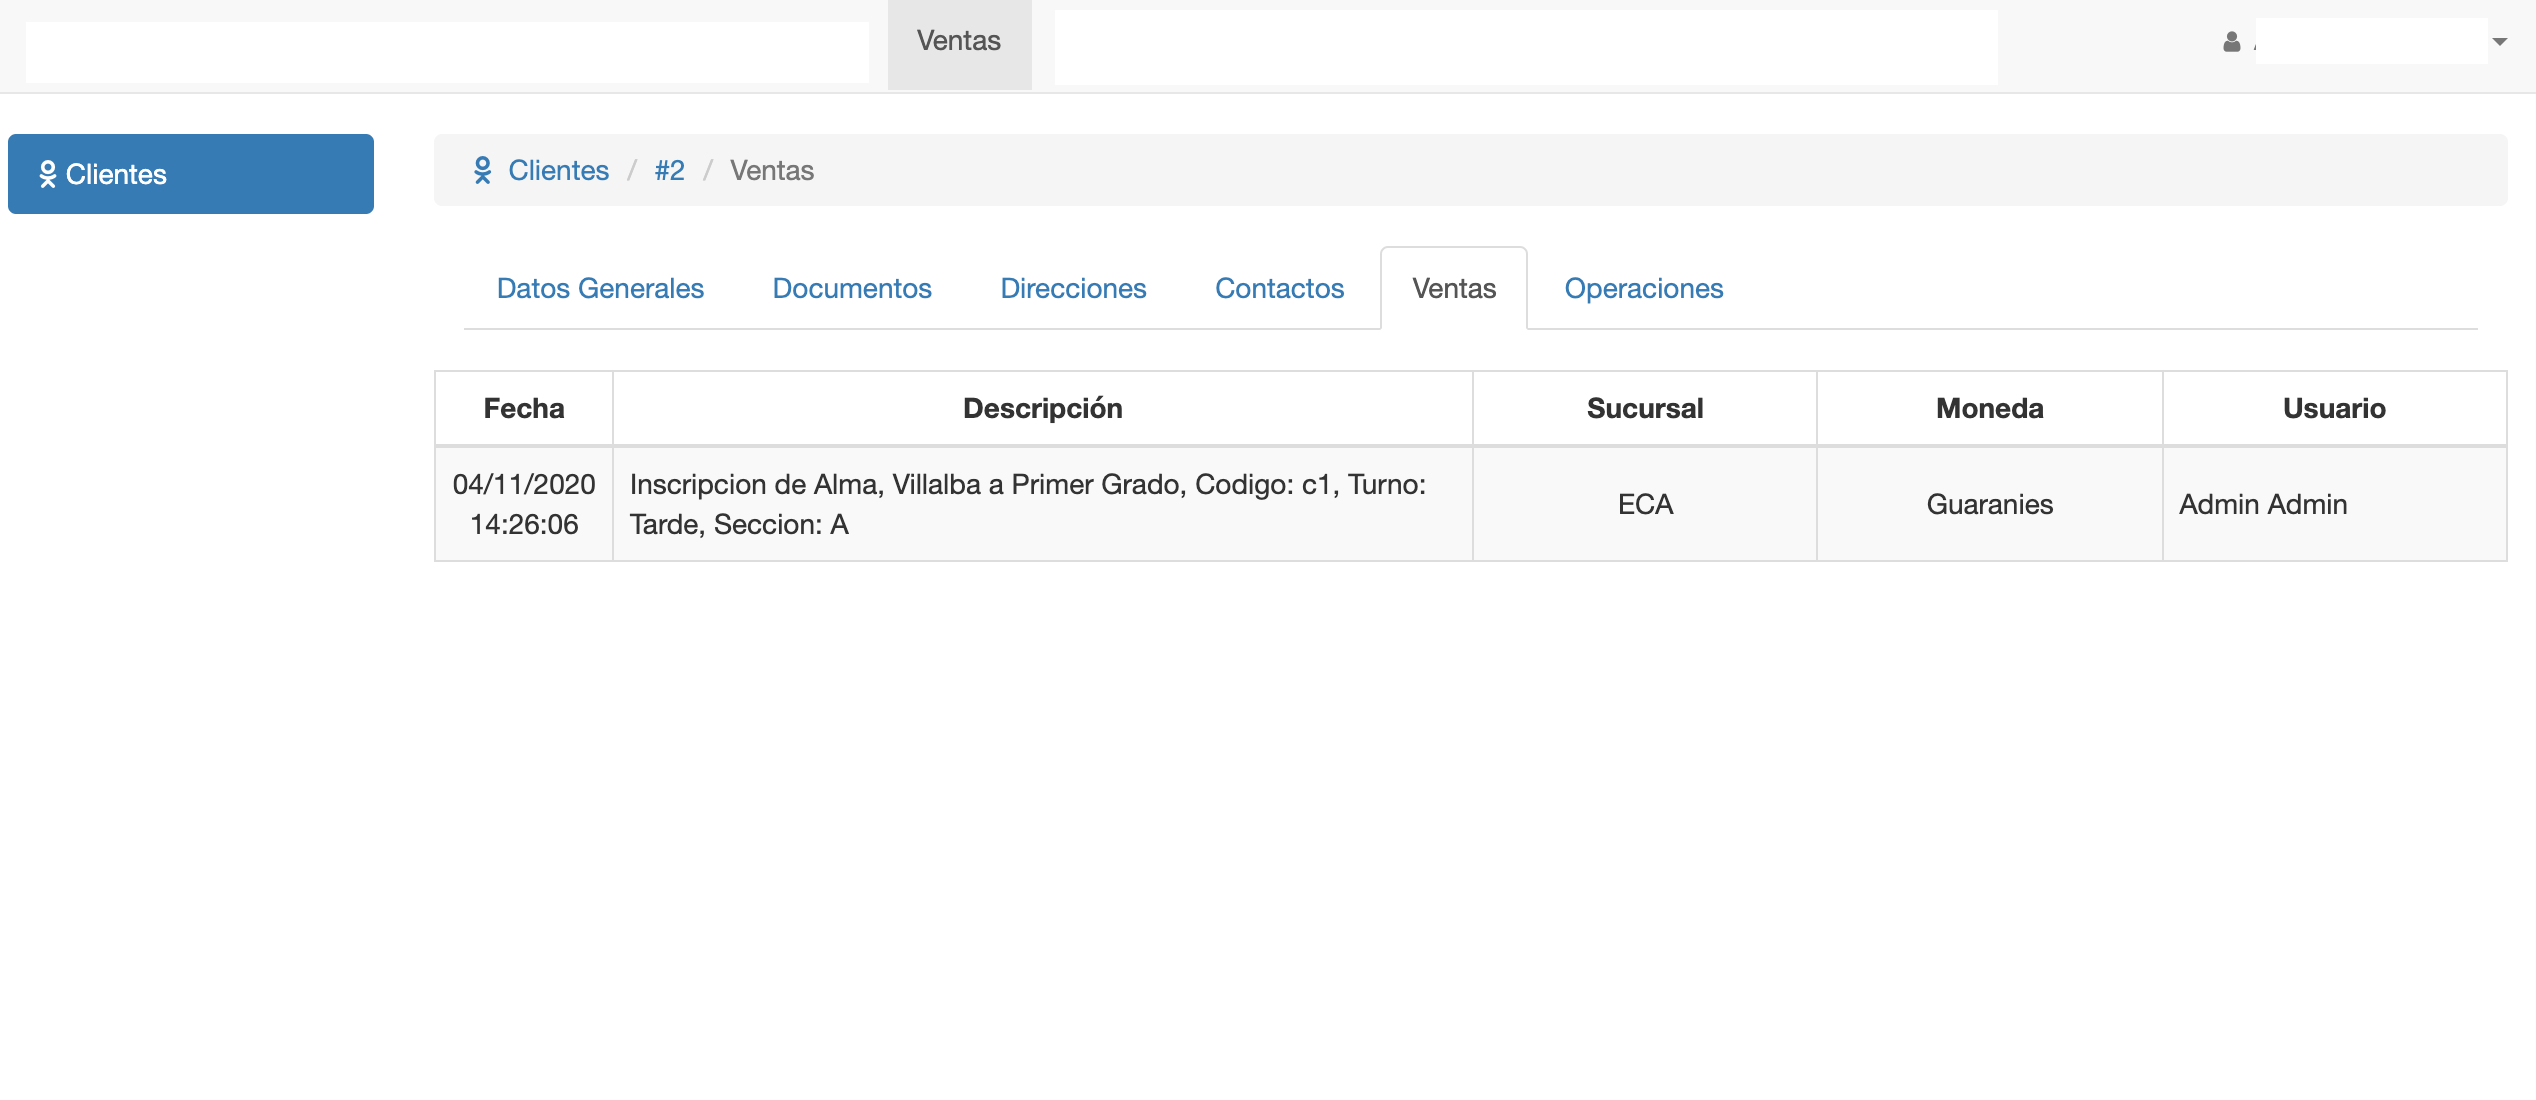 Ventas
Clientes
Clientes / #2 / Ventas
Datos Generales Documentos Direcciones Contactos Ventas Operaciones
Fecha Descripción Sucursal Moneda Usuario
04/11/2020 14:26:06 Inscripcion de Alma, Villalba a Primer Grado, Codigo: c1, Turno: Tarde, Seccion: A ECA Guaranies Admin Admin